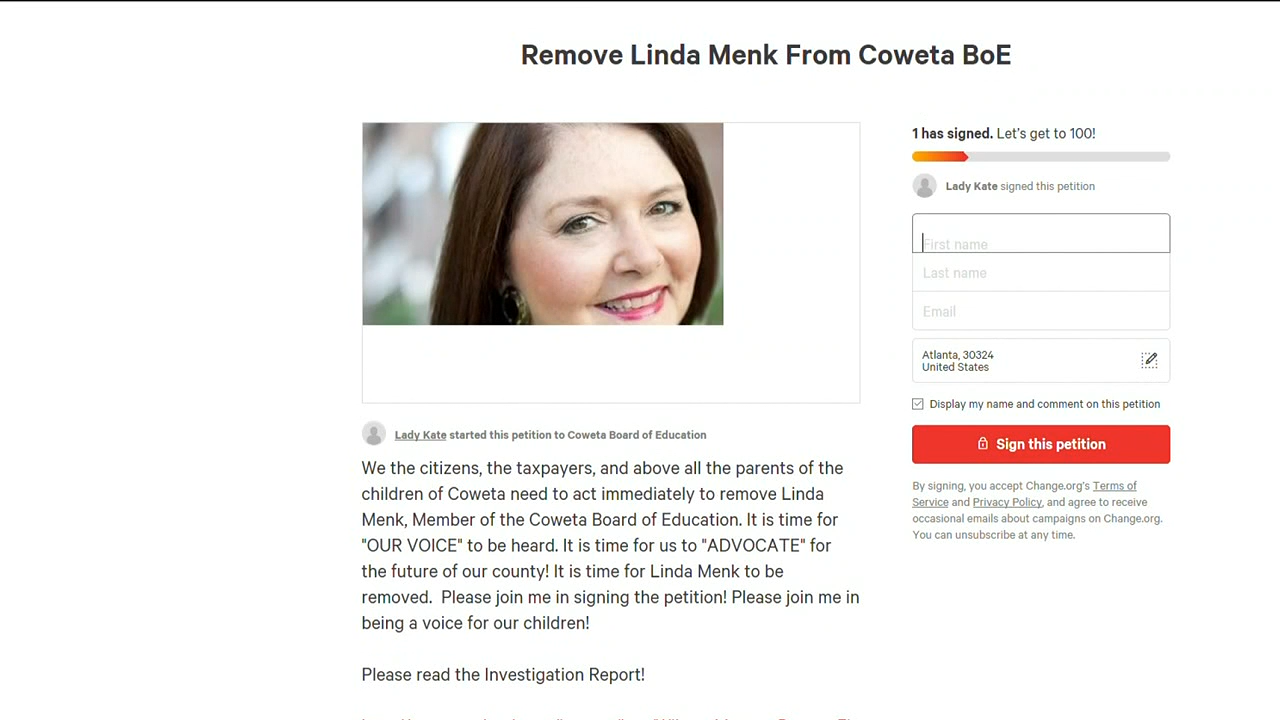 Remove Linda Menk From Coweta BoE
1 has signed. Let's get to 100!
Lady Kate signed this petition
First name
Last name
Email
Atlanta, 30324
United States
Display my name and comment on this petition
Sign this petition
By signing, you accept Change.org's Terms of
Service and Privacy Policy, and agree to receive
occasional emails about campaigns on Change.org.
You can unsubscribe at any time.
Lady Kate started this petition to Coweta Board of Education
We the citizens, the taxpayers, and above all the parents of the
children of Coweta need to act immediately to remove Linda
Menk, Member of the Coweta Board of Education. It is time for
"OUR VOICE" to be heard. It is time for us to "ADVOCATE" for
the future of our county! It is time for Linda Menk to be
removed.  Please join me in signing the petition! Please join me in
being a voice for our children!
Please read the Investigation Report!